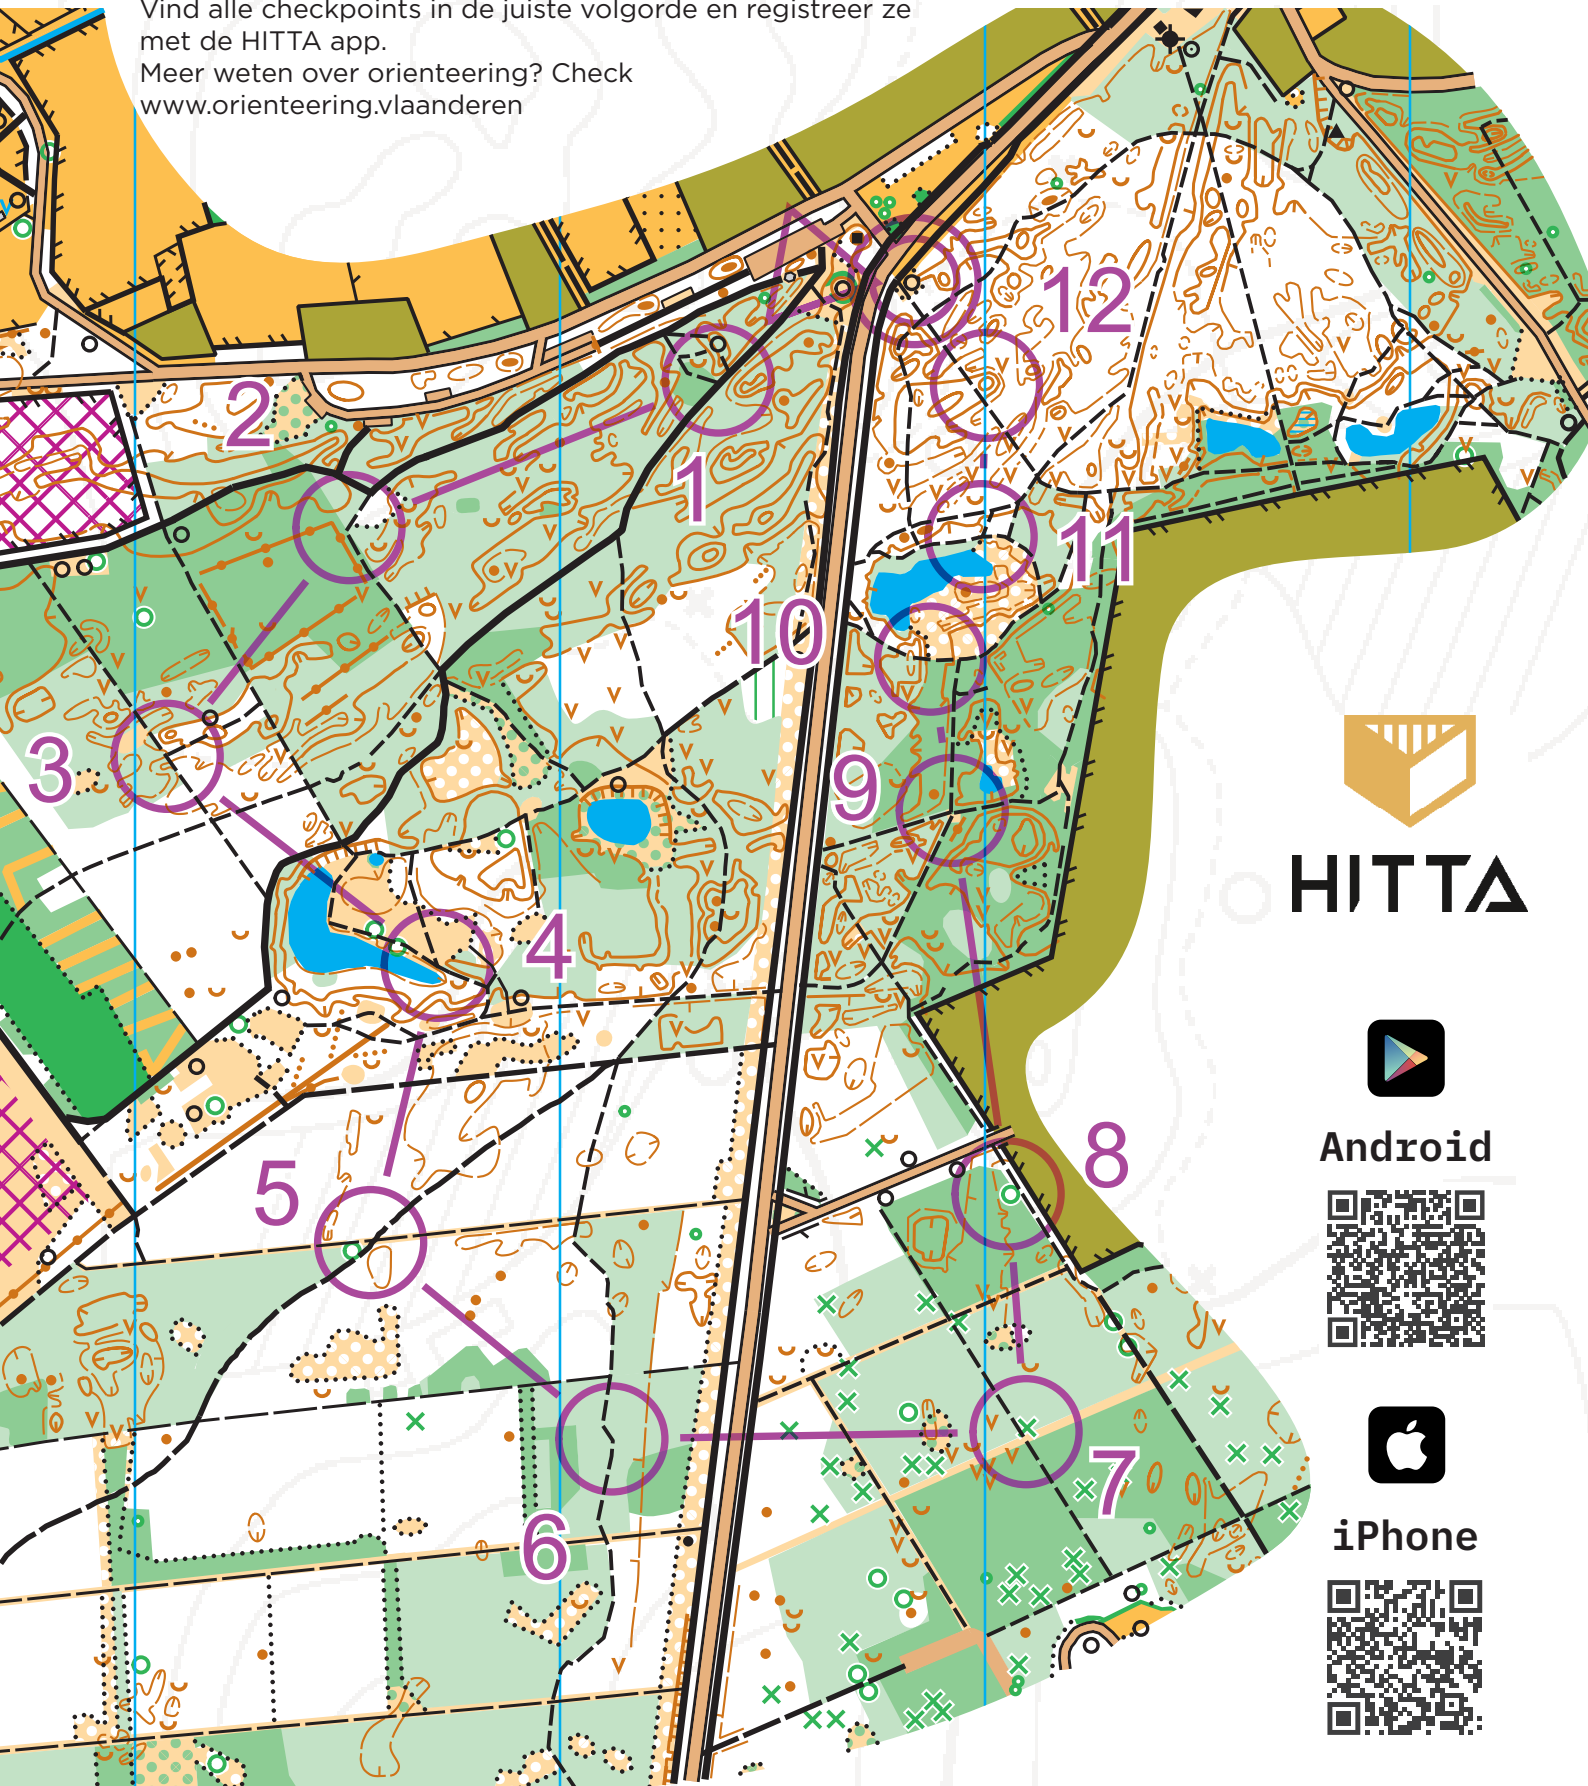 Vind alle checkpoints in de juiste volgorde en registreer ze
met de HITTA app.
Meer weten over orienteering? Check
www.orienteering.vlaanderen
12
2
1
11
10
3
9
4
8
5
7
6
HITTA
Android
iPhone